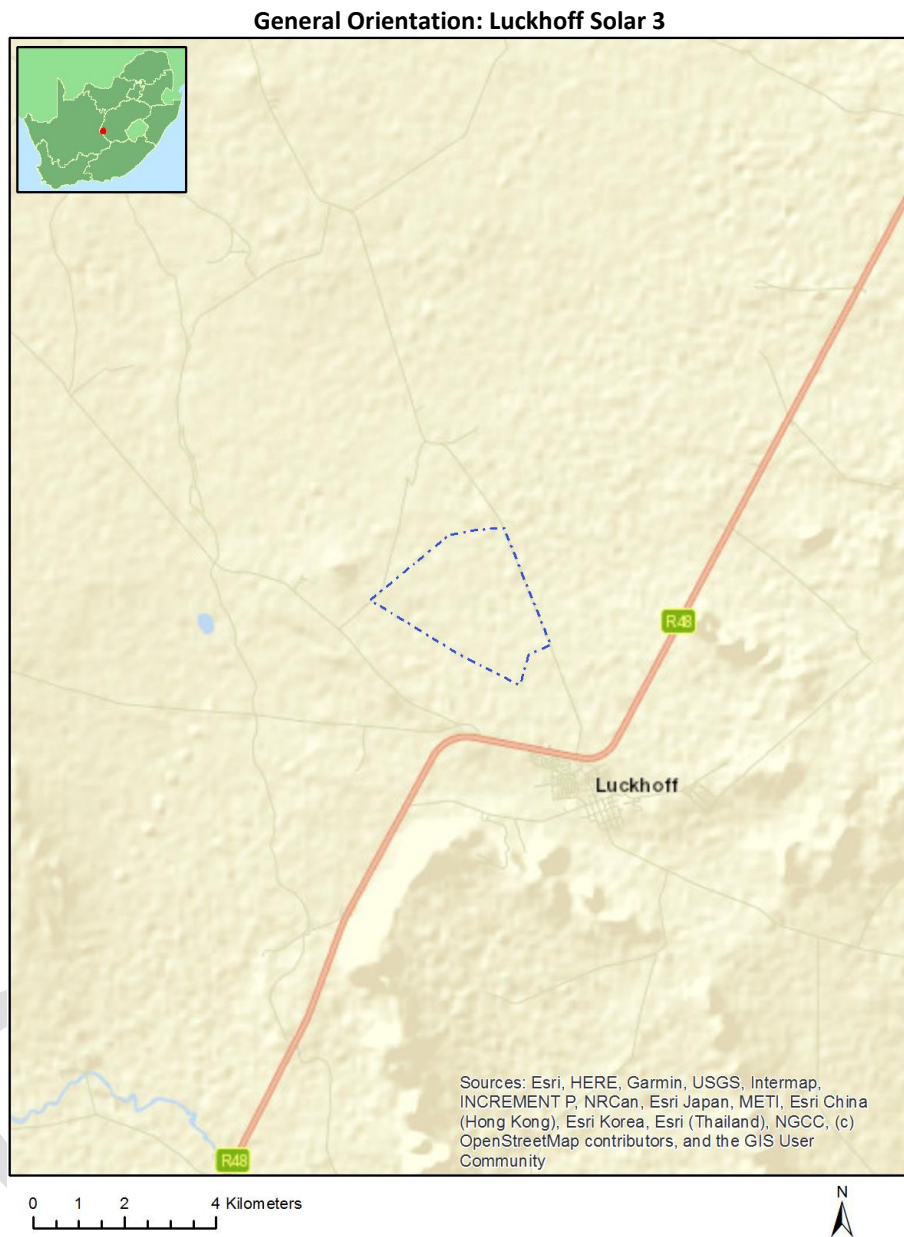 General Orientation: Luckhoff Solar 3
R48
Luckhoff
Sources: Esri, HERE, Garmin, USGS, Intermap,
INCREMENT P, NRCan, Esri Japan, METI, Esri China
(Hong Kong), Esri Korea, Esri (Thailand), NGCC, (c)
OpenStreetMap contributors, and the GIS User
Community
R48
0 1 2 4 Kilometers
N